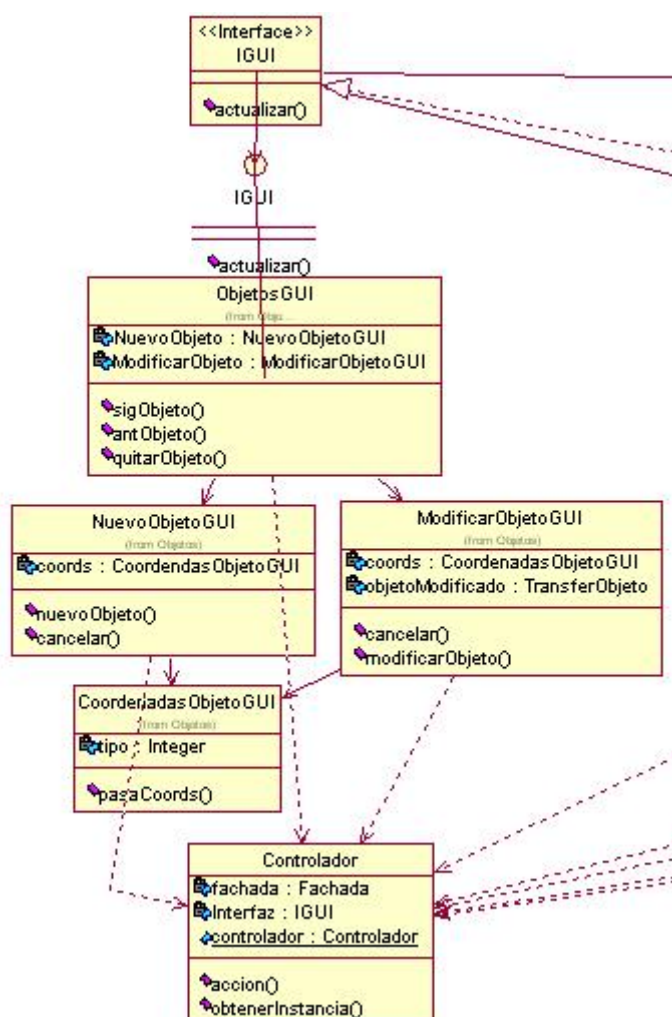 <<Interface>>
IGUI
actualizar()
IGUI
actualizar()
ObjetosGUI
(from Obje...
NuevoObjeto : NuevoObjetoGUI
ModificarObjeto : ModificarObjetoGUI
sigObjeto()
antObjeto()
quitarObjeto()
NuevoObjetoGUI
(from Objetos)
coords : CoordendasObjetoGUI
nuevoObjeto()
cancelar()
ModificarObjetoGUI
(from Objetos)
coords : CoordenadasObjetoGUI
objetoModificado : TransferObjeto
cancelar()
modificarObjeto()
CoordenadasObjetoGUI
(from Objetos)
tipo : Integer
pasaCoords()
Controlador
fachada : Fachada
Interfaz : IGUI
controlador : Controlador
accion()
obtenerInstancia()